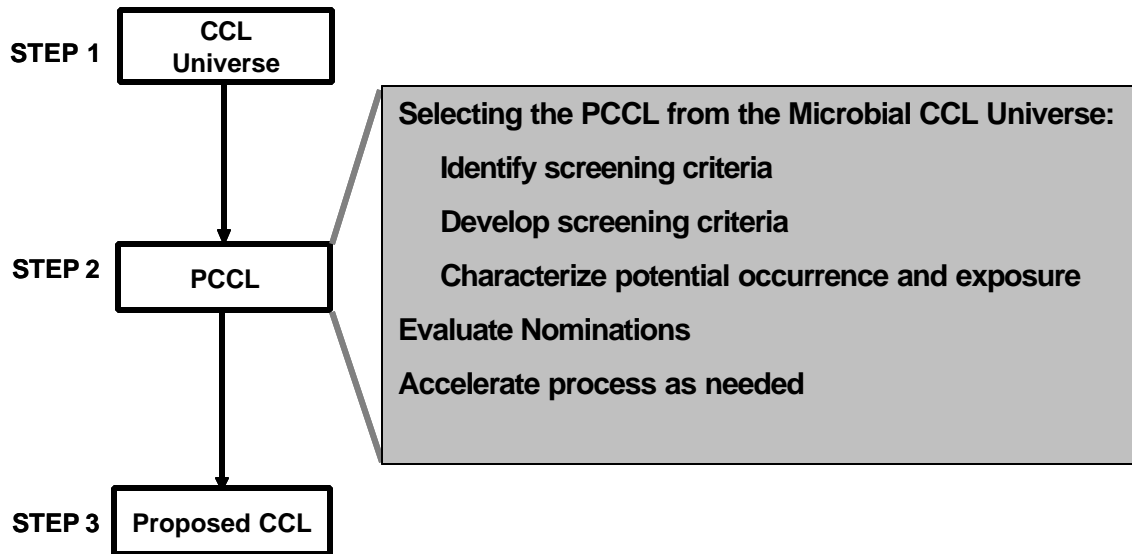 STEP 1
CCL
Universe
STEP 2
PCCL
Selecting the PCCL from the Microbial CCL Universe:
Identify screening criteria
Develop screening criteria
Characterize potential occurrence and exposure
Evaluate Nominations
Accelerate process as needed
STEP 3
Proposed CCL